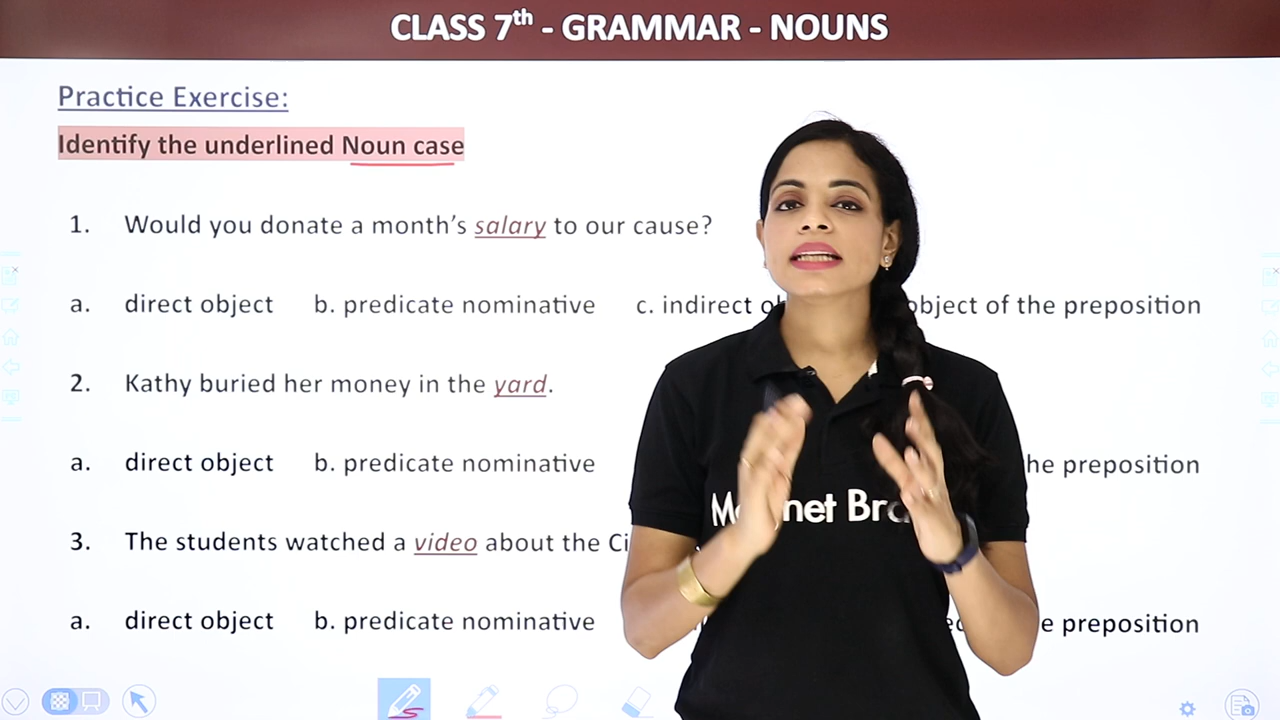 CLASS 7th - GRAMMAR - NOUNS
Practice Exercise:
Identify the underlined Noun case
1. Would you donate a month's salary to our cause?
a. direct object b. predicate nominative c. indirect object of the preposition
2. Kathy buried her money in the yard.
a. direct object b. predicate nominative the preposition
3. The students watched a video about the
a. direct object b. predicate nominative preposition